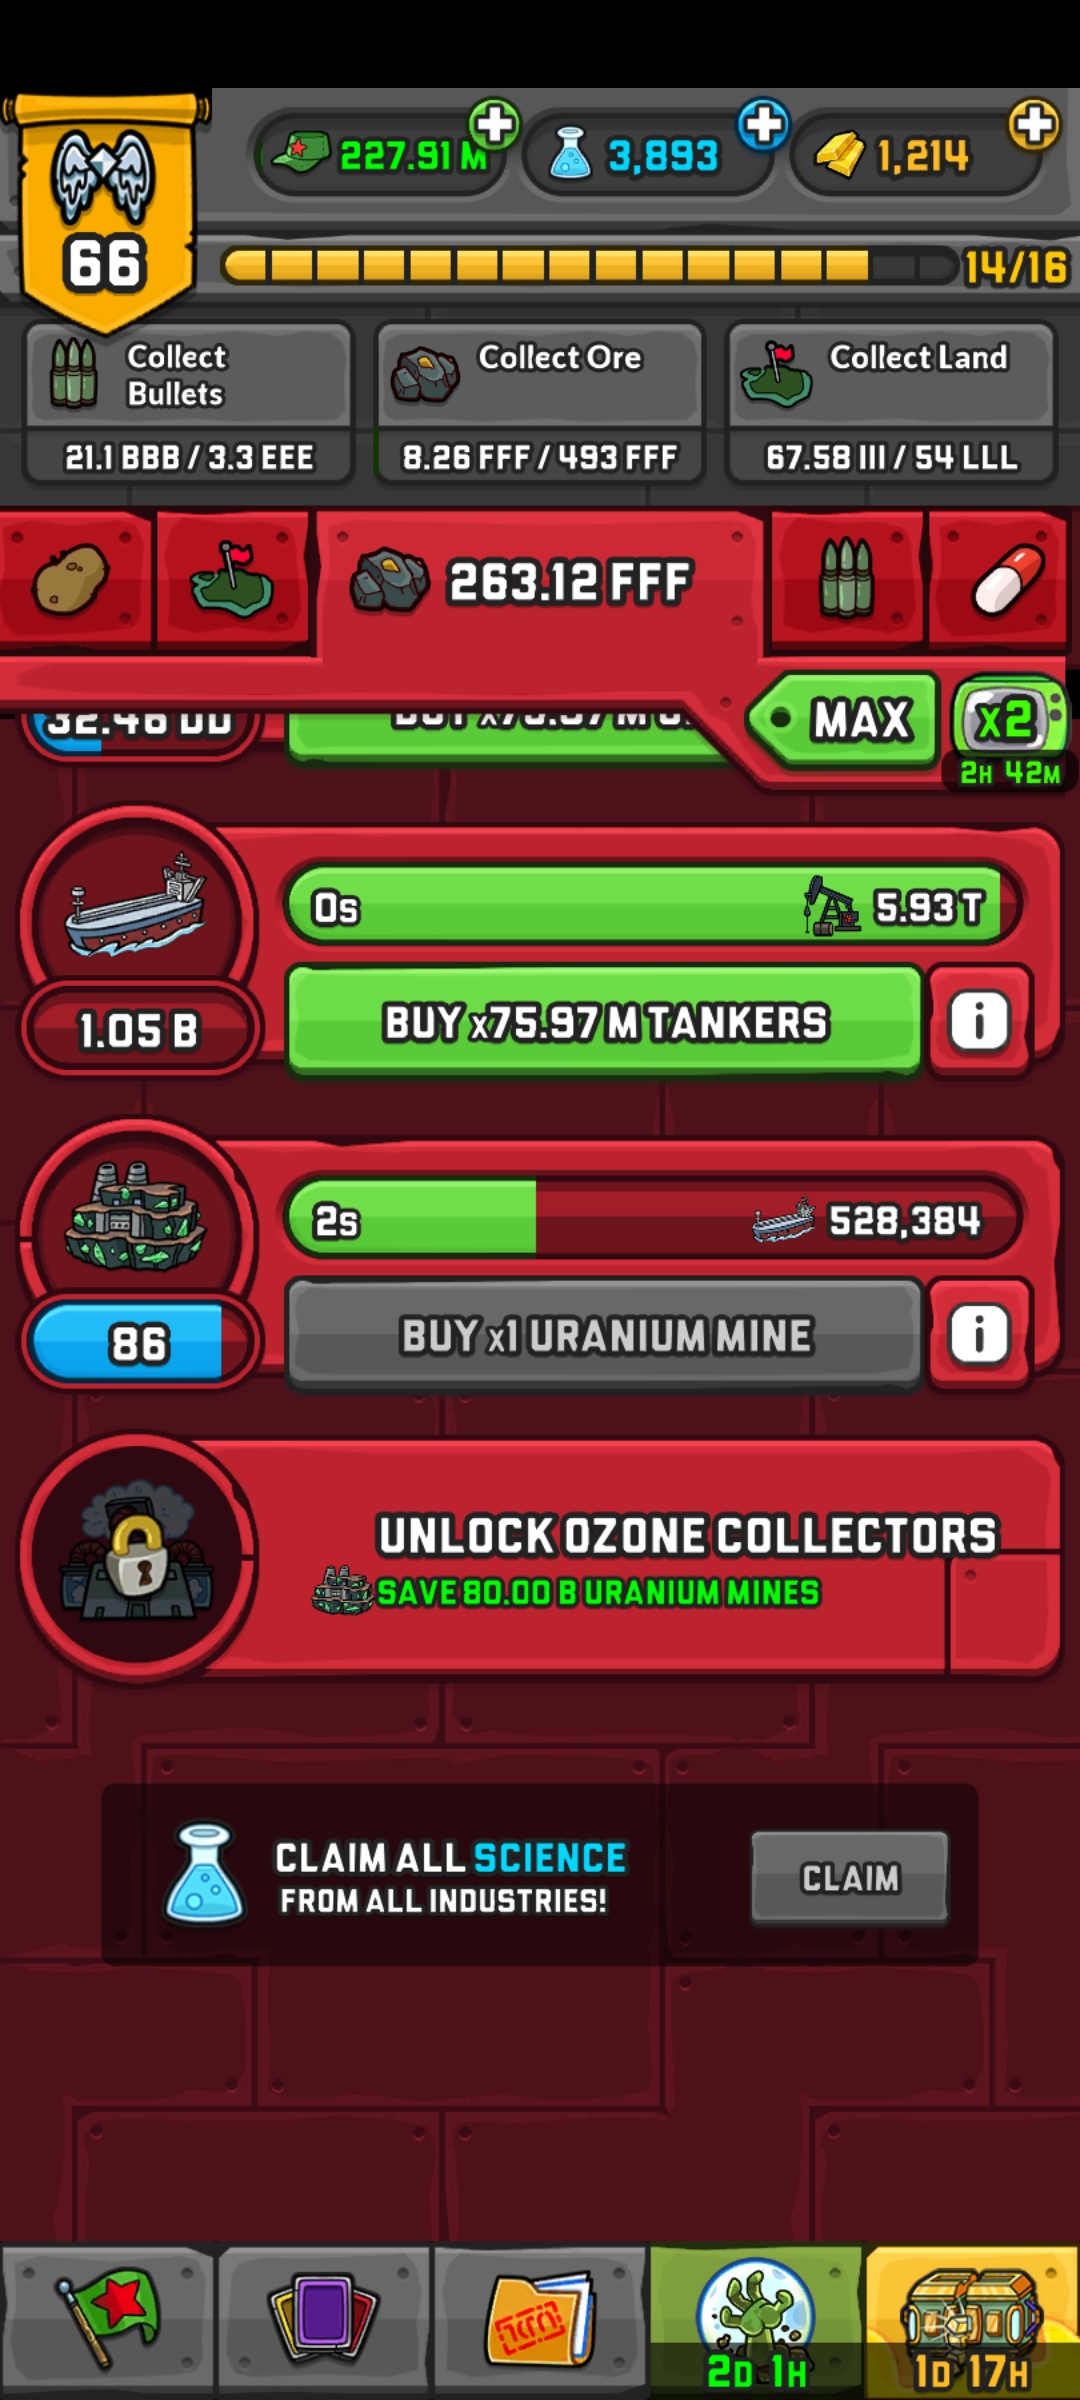 227.91 M
3,893
1,214
66
14/16
Collect
Bullets
Collect Ore
Collect Land
21.1 BBB / 3.3 EEE
8.26 FFF / 493 FFF
67.58 III / 54 LLL
263.12 FFF
MAX
x2
2H 42M
32.46 DD
0s
5.93 T
1.05 B
BUY x75.97 M TANKERS
i
2s
528,384
86
BUY x1 URANIUM MINE
i
UNLOCK OZONE COLLECTORS
SAVE 80.00 B URANIUM MINES
CLAIM ALL SCIENCE
FROM ALL INDUSTRIES!
CLAIM
2D 1H
1D 17H